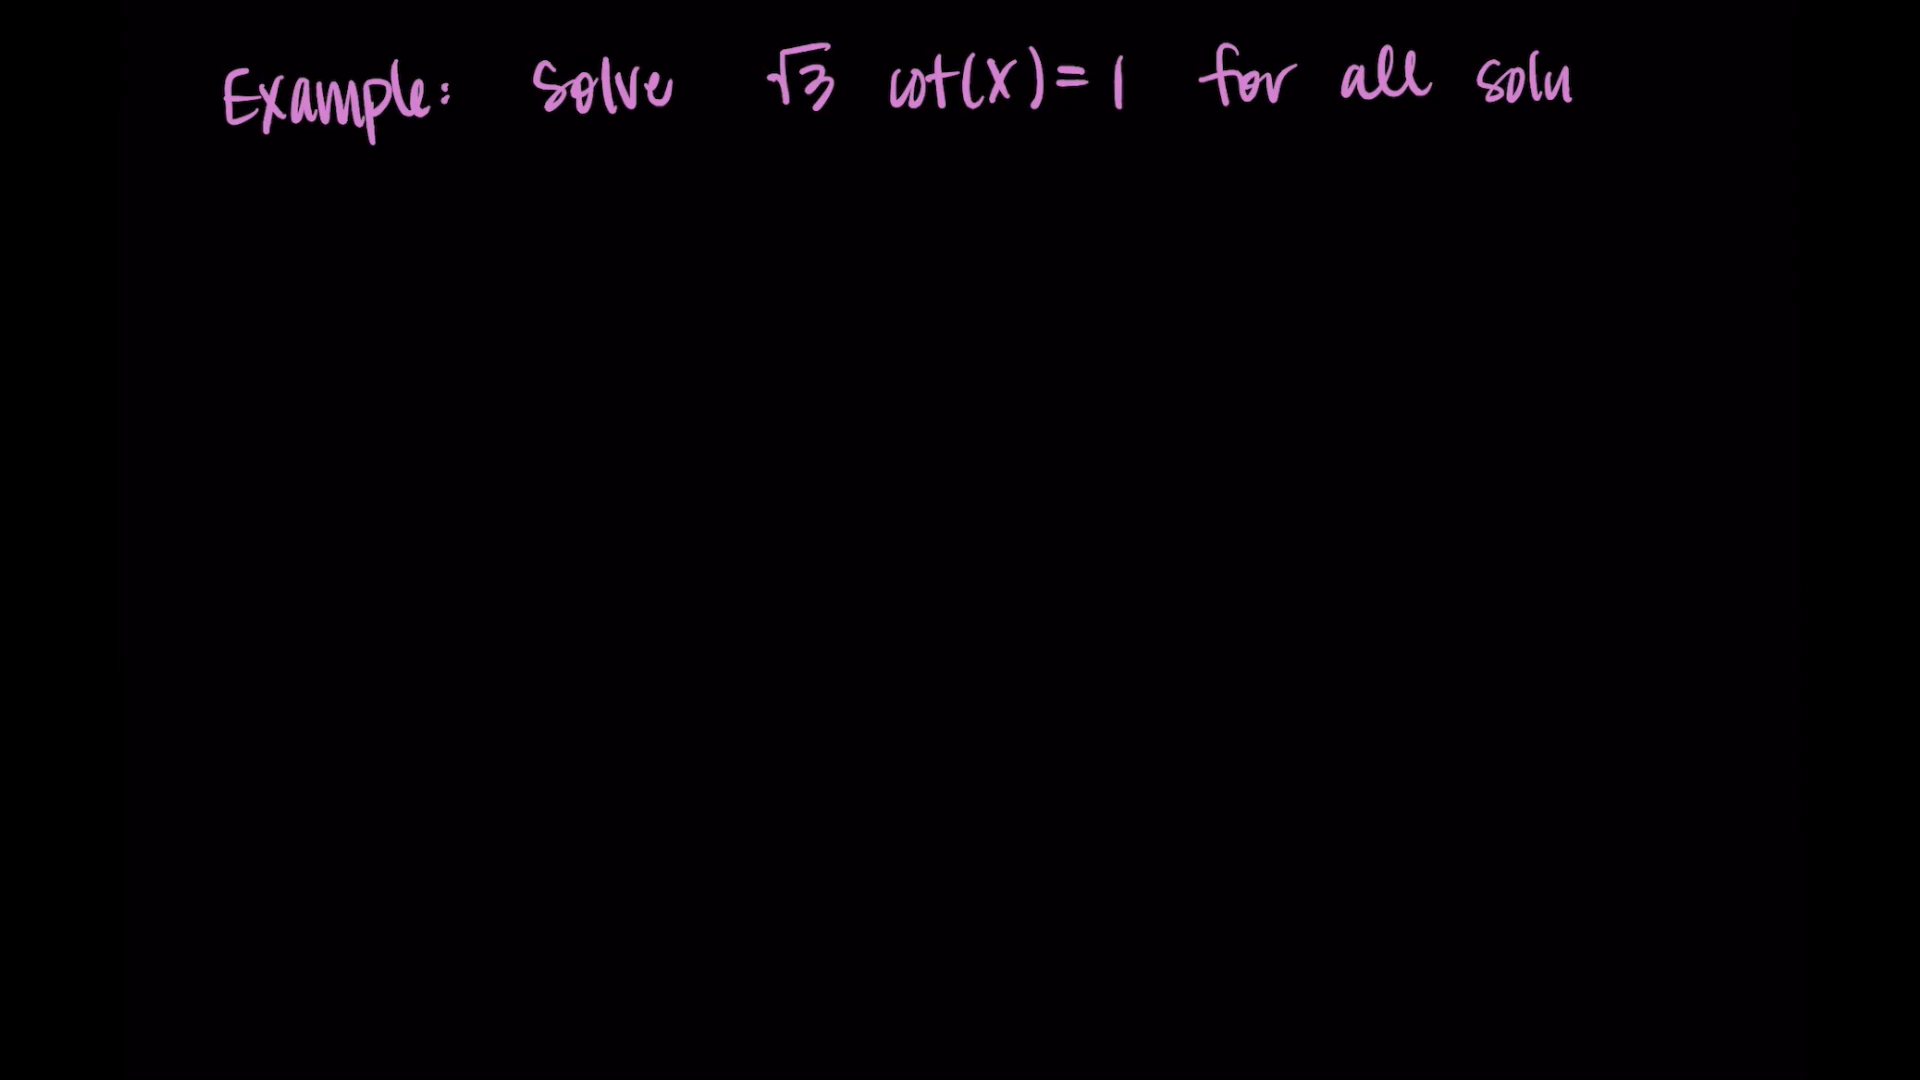 Example: Solve √3 cot(x) = 1 for all solu